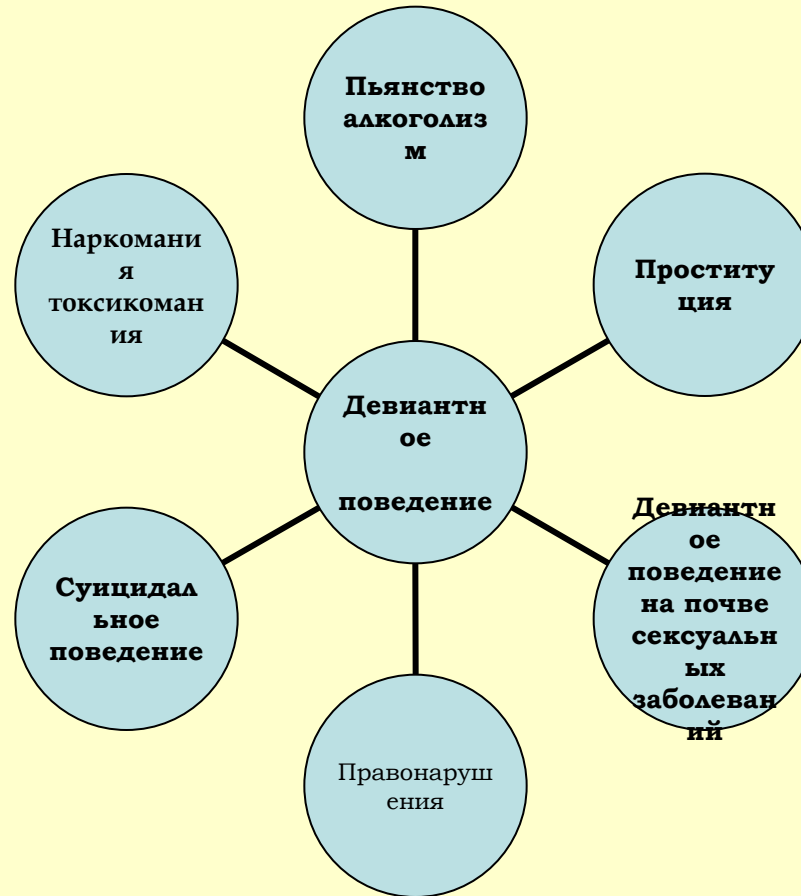 Пьянство
алкоголиз
м
Наркомани
я
токсикоман
ия
Проститу
ция
Девиантн
ое
поведение
Суицидал
ьное
поведение
Девиантн
ое
поведение
на почве
сексуальн
ых
заболеван
ий
Правонаруш
ения